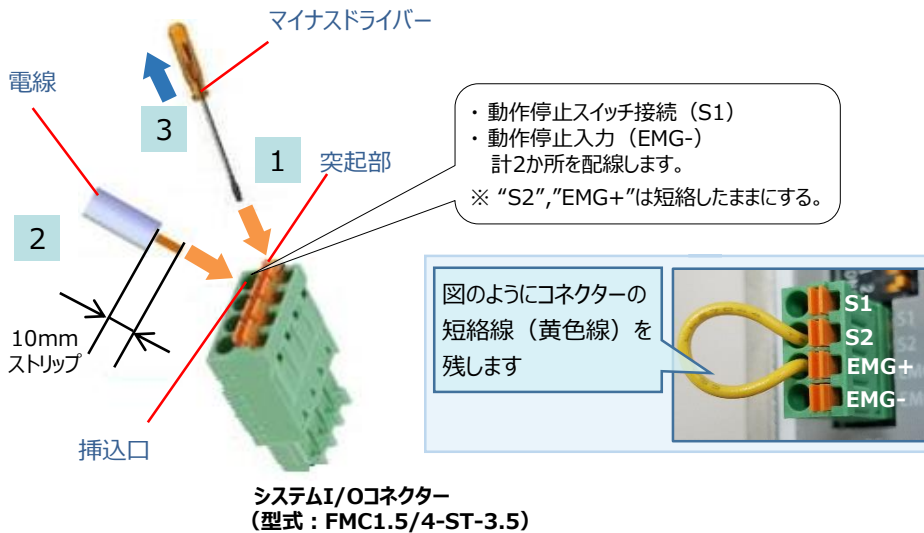 マイナスドライバー
電線
3
1
突起部
2
・ 動作停止スイッチ接続（S1）
・ 動作停止入力（EMG-）
計2か所を配線します。
※ “S2”,”EMG+”は短絡したままにする。
10mm
ストリップ
挿込口
図のようにコネクターの
短絡線（黄色線）を
残します
S1
S2
EMG+
EMG-
システムI/Oコネクター
（型式：FMC1.5/4-ST-3.5）